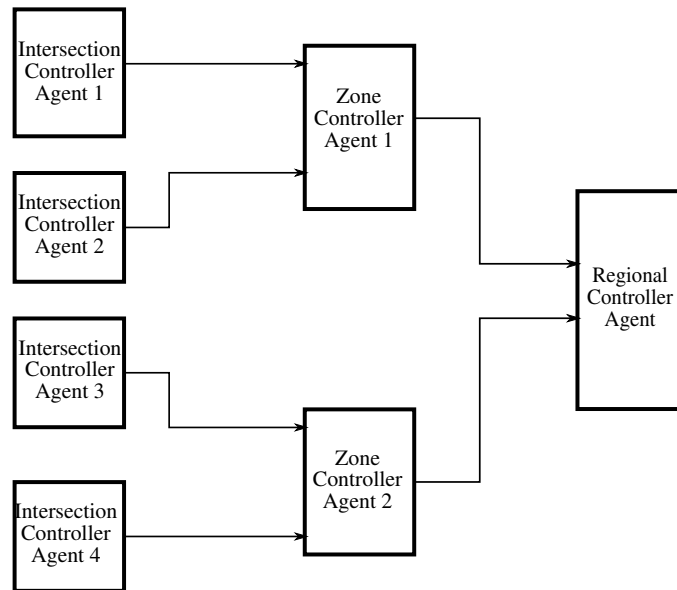 Intersection
Controller
Agent 1
Zone
Controller
Agent 1
Intersection
Controller
Agent 2
Regional
Controller
Agent
Intersection
Controller
Agent 3
Zone
Controller
Agent 2
Intersection
Controller
Agent 4